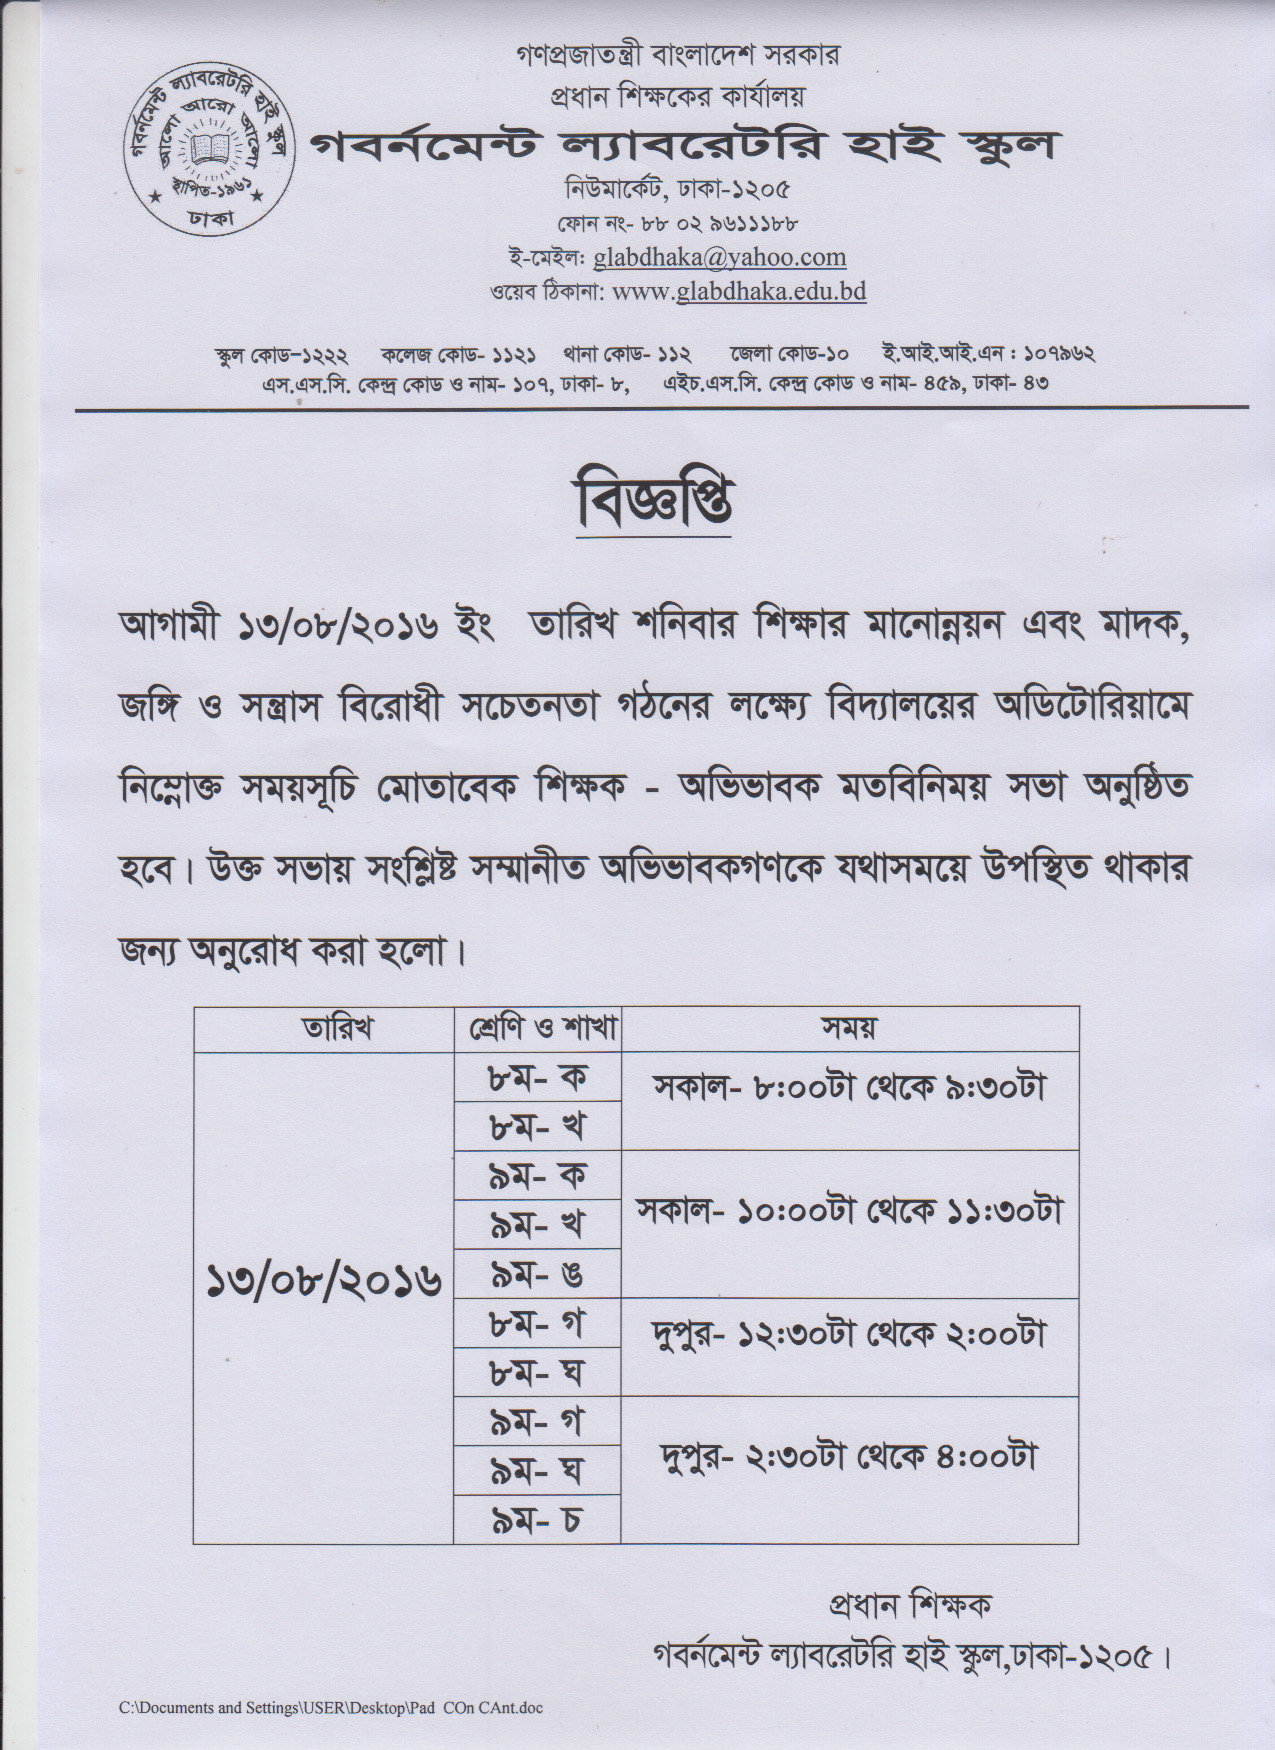 গণপ্রজাতন্ত্রী বাংলাদেশ সরকার
প্রধান শিক্ষকের কার্যালয়
গবর্নমেন্ট ল্যাবরেটরি হাই স্কুল
নিউমার্কেট, ঢাকা-১২০৫
ফোন নং- ৮৮ ০২ ৯৬১১১৮৮
ই-মেইলঃ glabdhaka@yahoo.com
ওয়েব ঠিকানা: www.glabdhaka.edu.bd
গবর্নমেন্ট ল্যাবরেটরি হাই স্কুল
আলো আরো আলো
স্থাপিত-১৯৬১
ঢাকা
স্কুল কোড–১২২২ কলেজ কোড- ১১২১ থানা কোড- ১১২ জেলা কোড-১০ ই.আই.আই.এন : ১০৭৯৬২
এস.এস.সি. কেন্দ্র কোড ও নাম- ১০৭, ঢাকা- ৮, এইচ.এস.সি. কেন্দ্র কোড ও নাম- ৪৫৯, ঢাকা- ৪৩
বিজ্ঞপ্তি
আগামী ১৩/০৮/২০১৬ ইং তারিখ শনিবার শিক্ষার মানোন্নয়ন এবং মাদক,
জঙ্গি ও সন্ত্রাস বিরোধী সচেতনতা গঠনের লক্ষ্যে বিদ্যালয়ের অডিটোরিয়ামে
নিম্নোক্ত সময়সূচি মোতাবেক শিক্ষক - অভিভাবক মতবিনিময় সভা অনুষ্ঠিত
হবে। উক্ত সভায় সংশ্লিষ্ট সম্মানীত অভিভাবকগণকে যথাসময়ে উপস্থিত থাকার
জন্য অনুরোধ করা হলো।
তারিখ শ্রেণি ও শাখা সময়
৮ম- ক সকাল- ৮:০০টা থেকে ৯:৩০টা
৮ম- খ
৯ম- ক
৯ম- খ সকাল- ১০:০০টা থেকে ১১:৩০টা
৯ম- ঙ
১৩/০৮/২০১৬
৮ম- গ দুপুর- ১২:৩০টা থেকে ২:০০টা
৮ম- ঘ
৯ম- গ
৯ম- ঘ দুপুর- ২:৩০টা থেকে ৪:০০টা
৯ম- চ
প্রধান শিক্ষক
গবর্নমেন্ট ল্যাবরেটরি হাই স্কুল,ঢাকা-১২০৫।
C:\Documents and Settings\USER\Desktop\Pad COn CAnt.doc